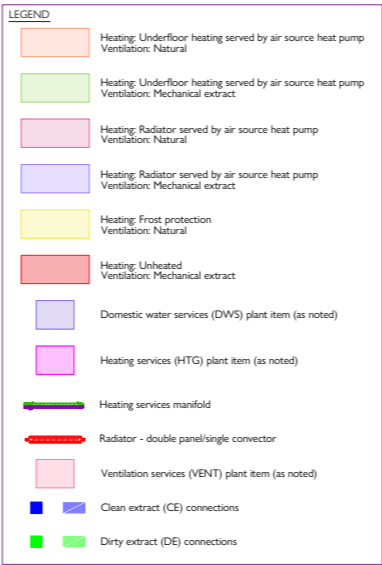 LEGEND
Heating: Underfloor heating served by air source heat pump
Ventilation: Natural
Heating: Underfloor heating served by air source heat pump
Ventilation: Mechanical extract
Heating: Radiator served by air source heat pump
Ventilation: Natural
Heating: Radiator served by air source heat pump
Ventilation: Mechanical extract
Heating: Frost protection
Ventilation: Natural
Heating: Unheated
Ventilation: Mechanical extract
Domestic water services (DWS) plant item (as noted)
Heating services (HTG) plant item (as noted)
Heating services manifold
Radiator - double panel/single convector
Ventilation services (VENT) plant item (as noted)
Clean extract (CE) connections
Dirty extract (DE) connections